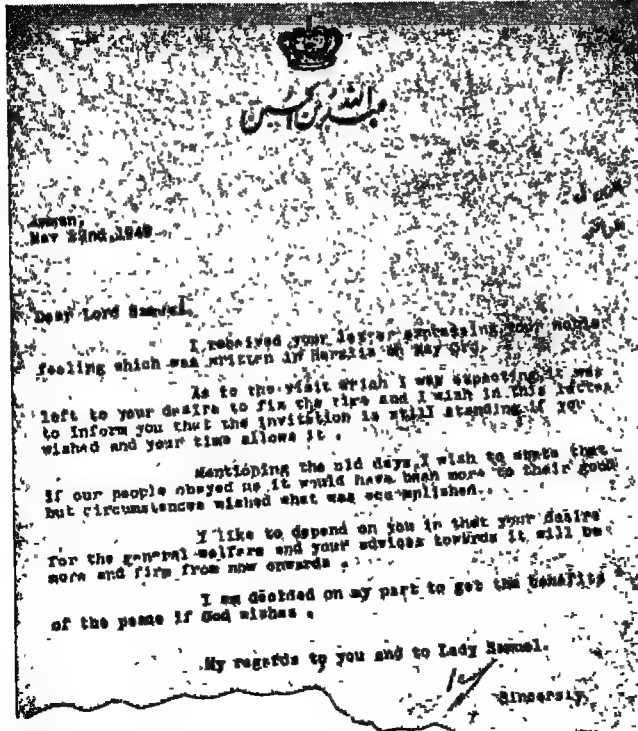 عبد الله بن الحسين
Amman,
May 22nd 1949
Dear Lord Samuel.
I received your letter expressing your noble
feeling which was written in Herzlia on May 3rd.
As to the visit which I was expecting it was
left to your desire to fix the time and I wish in this letter
to inform you that the invitation is still standing if you
wished and your time allows it .
Mentioning the old days I wish to state that
if our people obeyed us it would have been more to their good
but circumstances wished what was accomplished.
I like to depend on you in that your desire
for the general welfare and your advices towards it will be
more and firm from now onwards .
I am decided on my part to get the benefits
of the peace if God wishes .
My regards to you and to Lady Samuel.
Sincerely